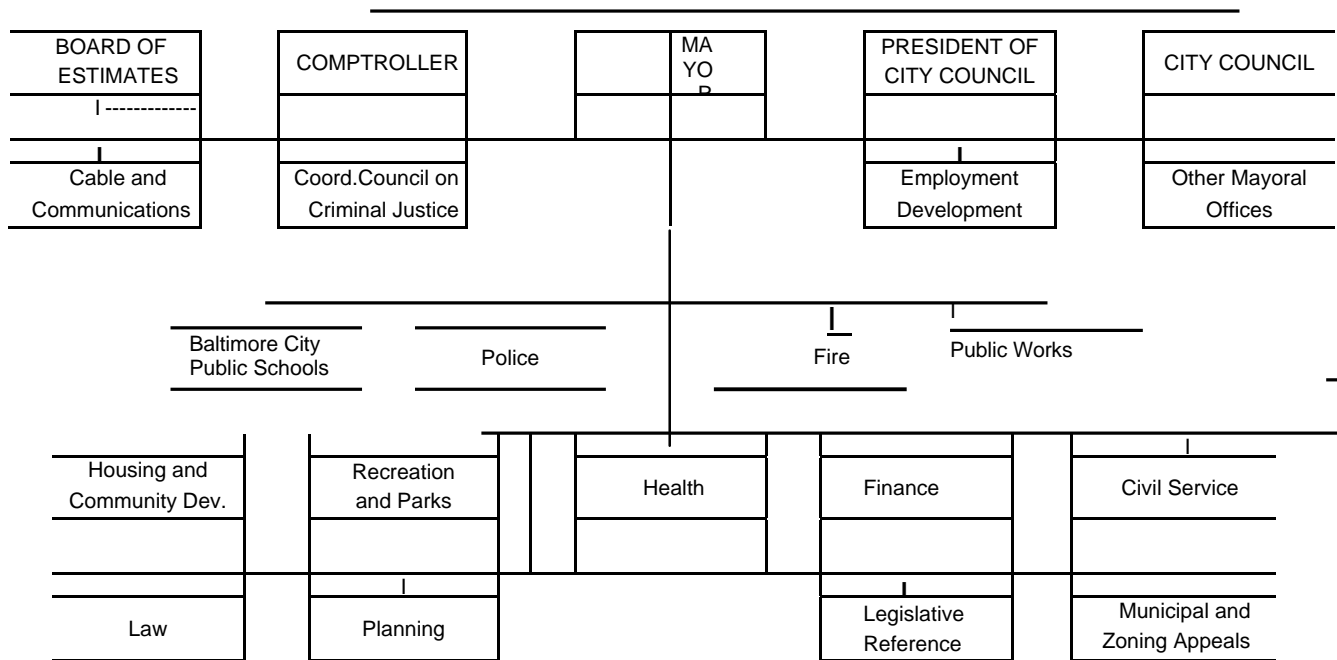 BOARD OF
ESTIMATES
COMPTROLLER
MA
YO
R
PRESIDENT OF
CITY COUNCIL
CITY COUNCIL
Cable and
Communications
Coord.Council on
Criminal Justice
Employment
Development
Other Mayoral
Offices
Baltimore City
Public Schools
Police
Fire
Public Works
Housing and
Community Dev.
Recreation
and Parks
Health
Finance
Civil Service
Law
Planning
Legislative
Reference
Municipal and
Zoning Appeals